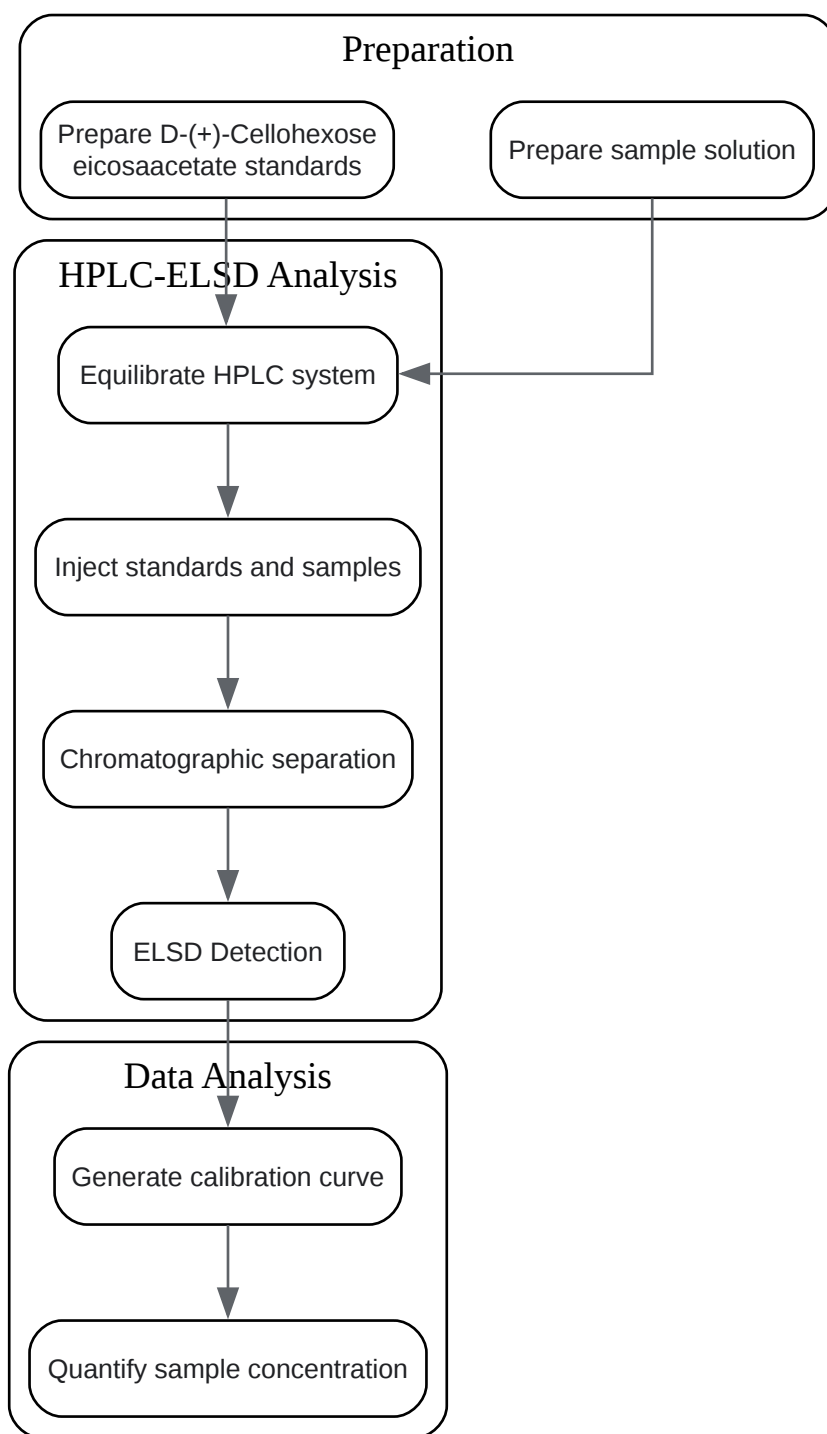 Preparation
Prepare D-(+)-Cellohexose
eicosaacetate standards
Prepare sample solution
HPLC-ELSD Analysis
Equilibrate HPLC system
Inject standards and samples
Chromatographic separation
ELSD Detection
Data Analysis
Generate calibration curve
Quantify sample concentration